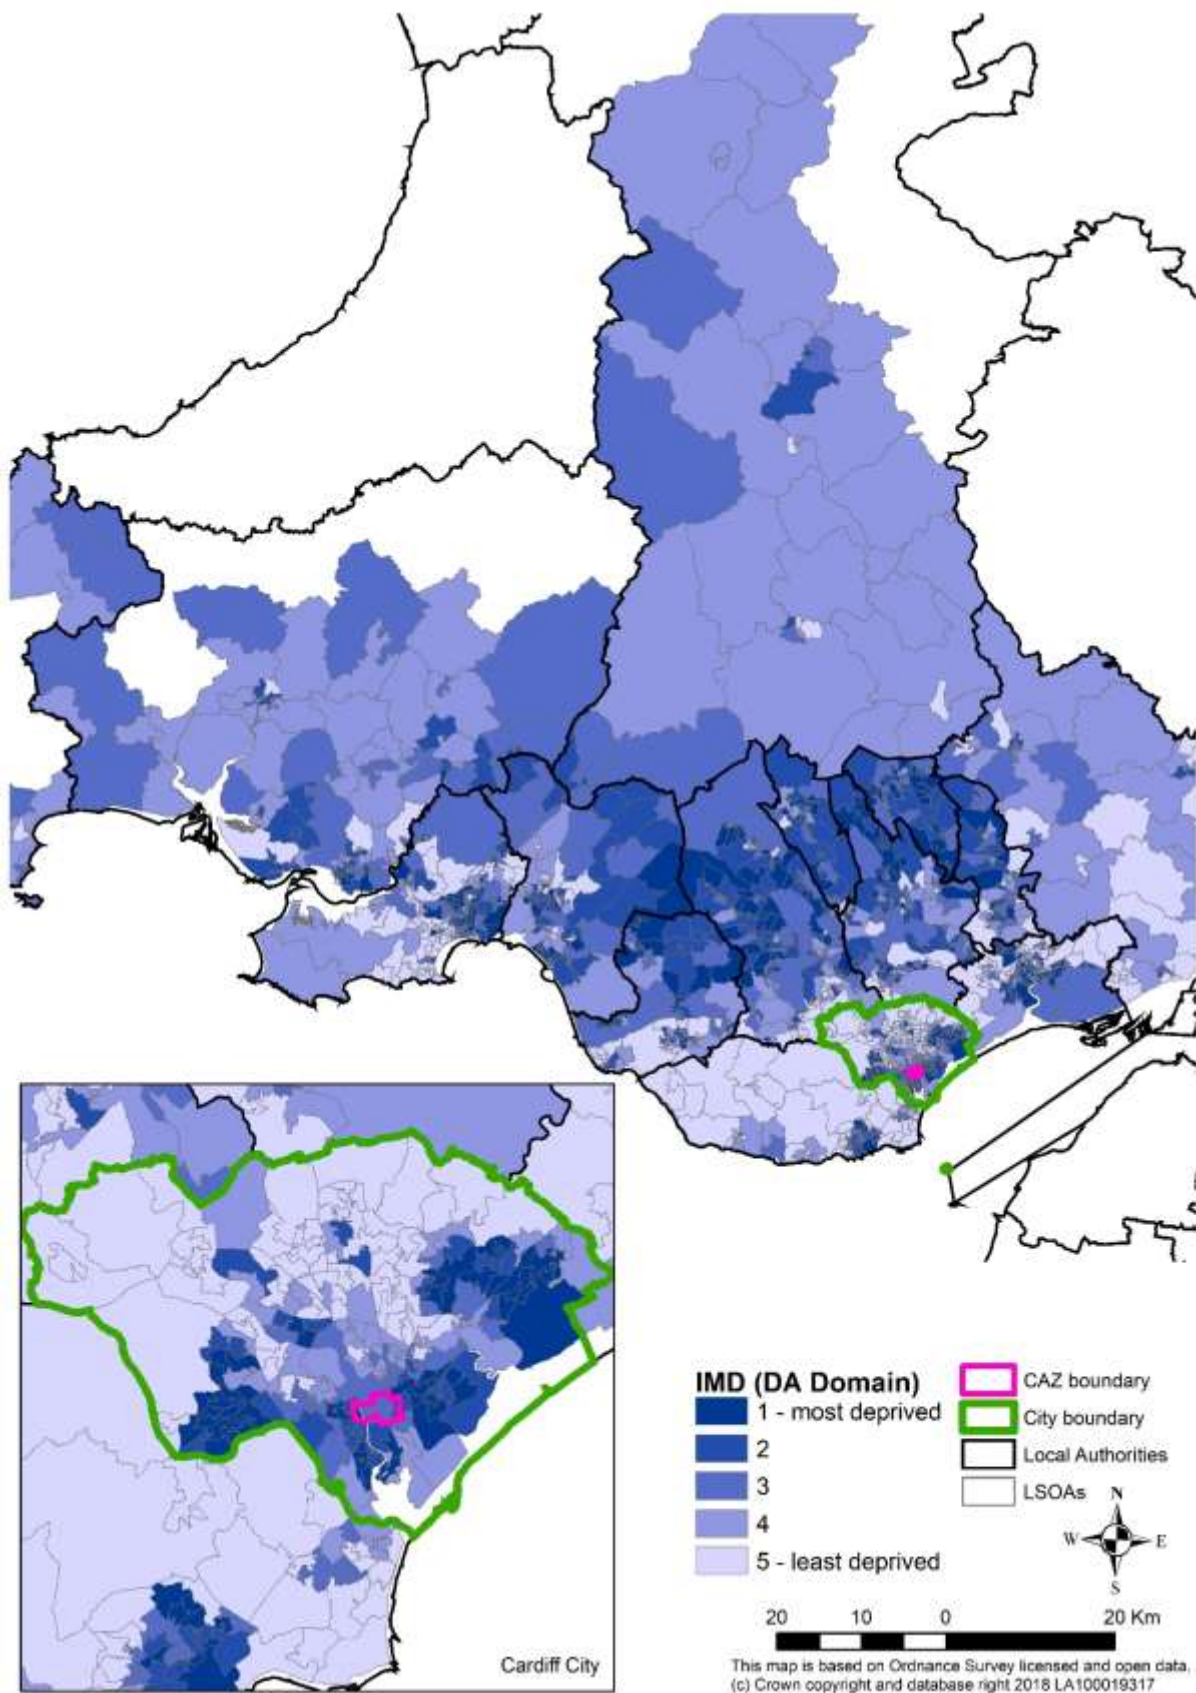 Cardiff City
IMD (DA Domain)
1 - most deprived
2
3
4
5 - least deprived
CAZ boundary
City boundary
Local Authorities
LSOAs
N
W
E
S
20 10 0 20 Km
This map is based on Ordnance Survey licensed and open data.
(c) Crown copyright and database right 2018 LA100019317